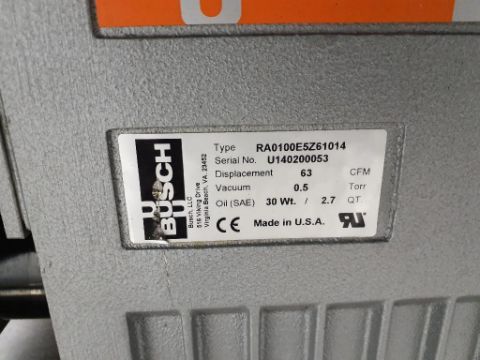 BUSCH
Busch, LLC
516 Viking Drive
Virginia Beach, VA. 23452
Type RA0100E5Z61014
Serial No. U140200053
Displacement 63 CFM
Vacuum 0.5 Torr
Oil (SAE) 30 Wt. / 2.7 QT.
CE Made in U.S.A. RU